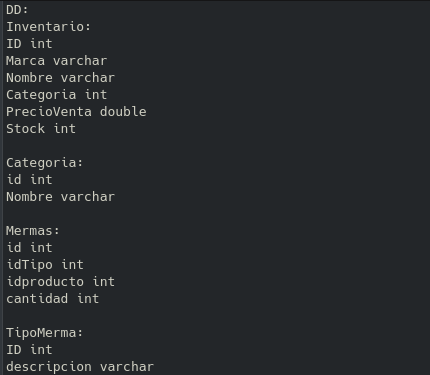 DD:
Inventario:
ID int
Marca varchar
Nombre varchar
Categoria int
PrecioVenta double
Stock int

Categoria:
id int
Nombre varchar

Mermas:
id int
idTipo int
idproducto int
cantidad int

TipoMerma:
ID int
descripcion varchar